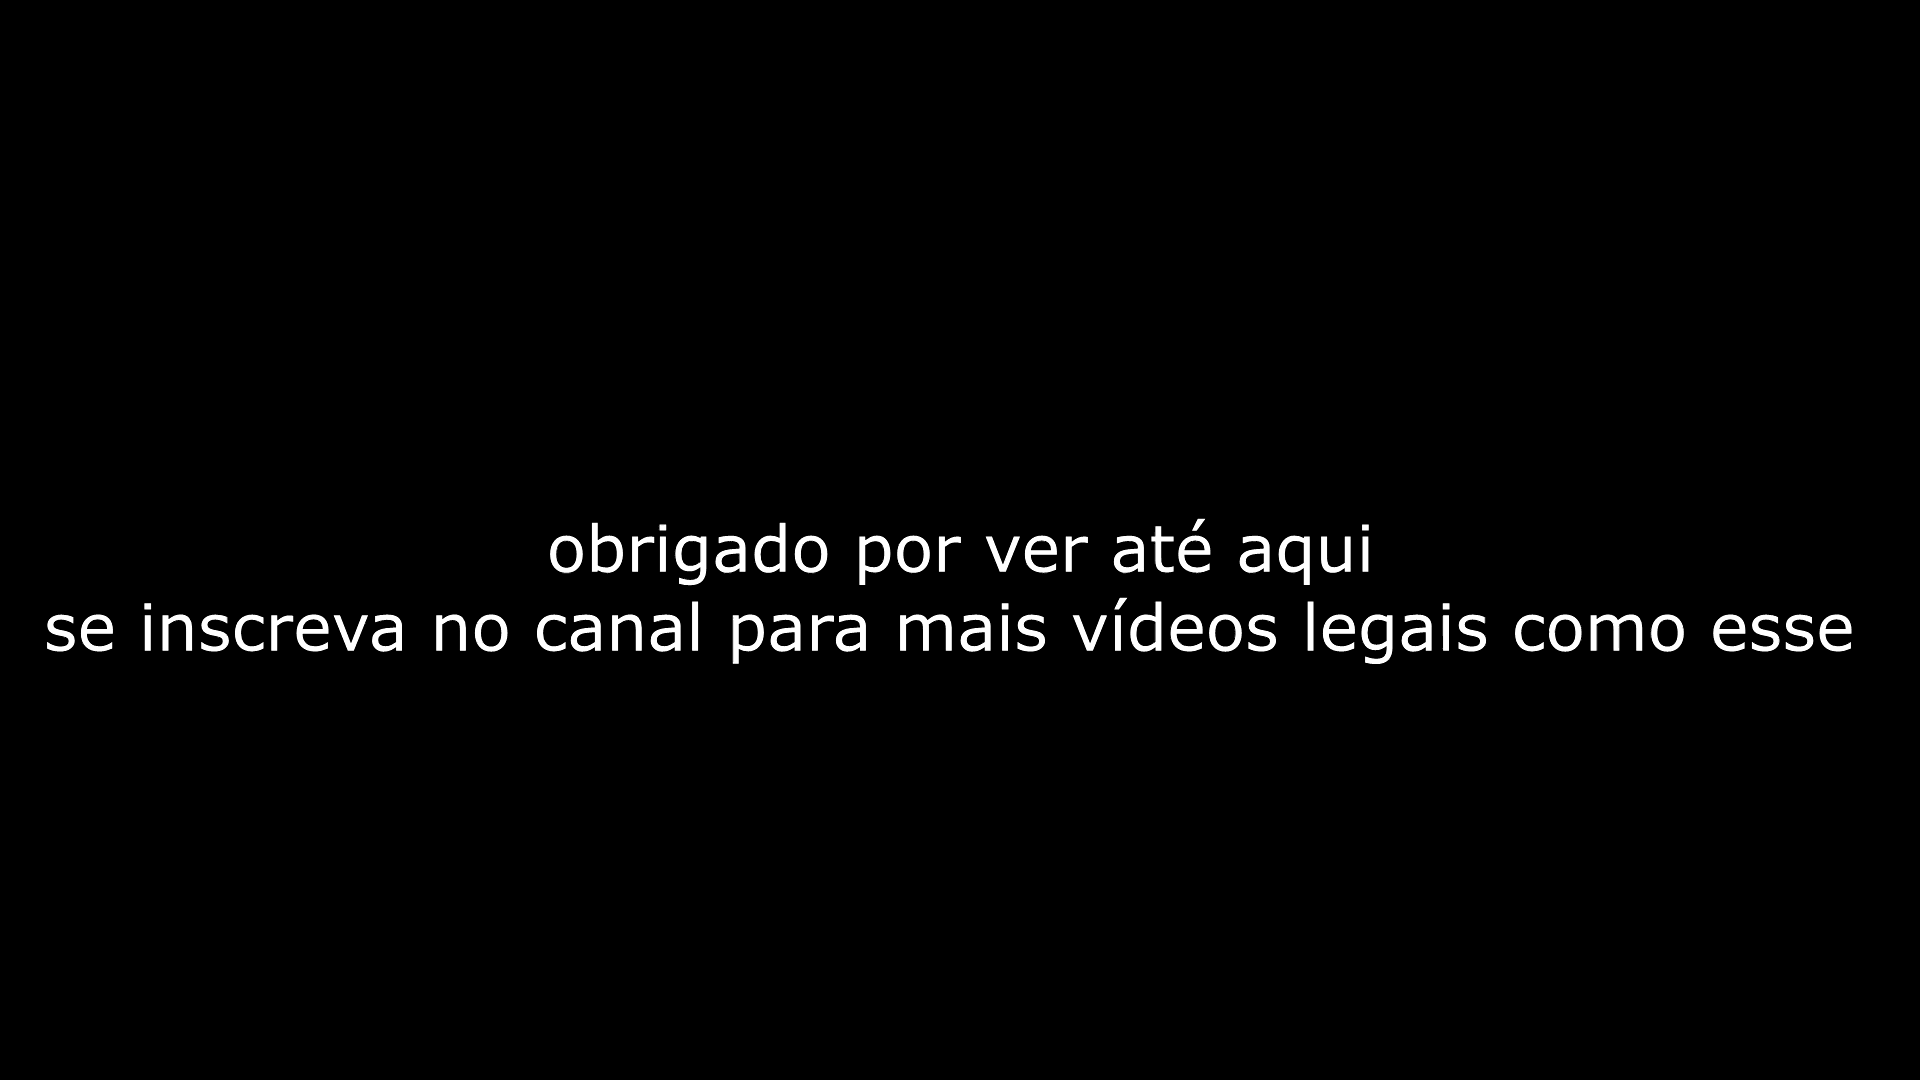 obrigado por ver até aqui
se inscreva no canal para mais vídeos legais como esse